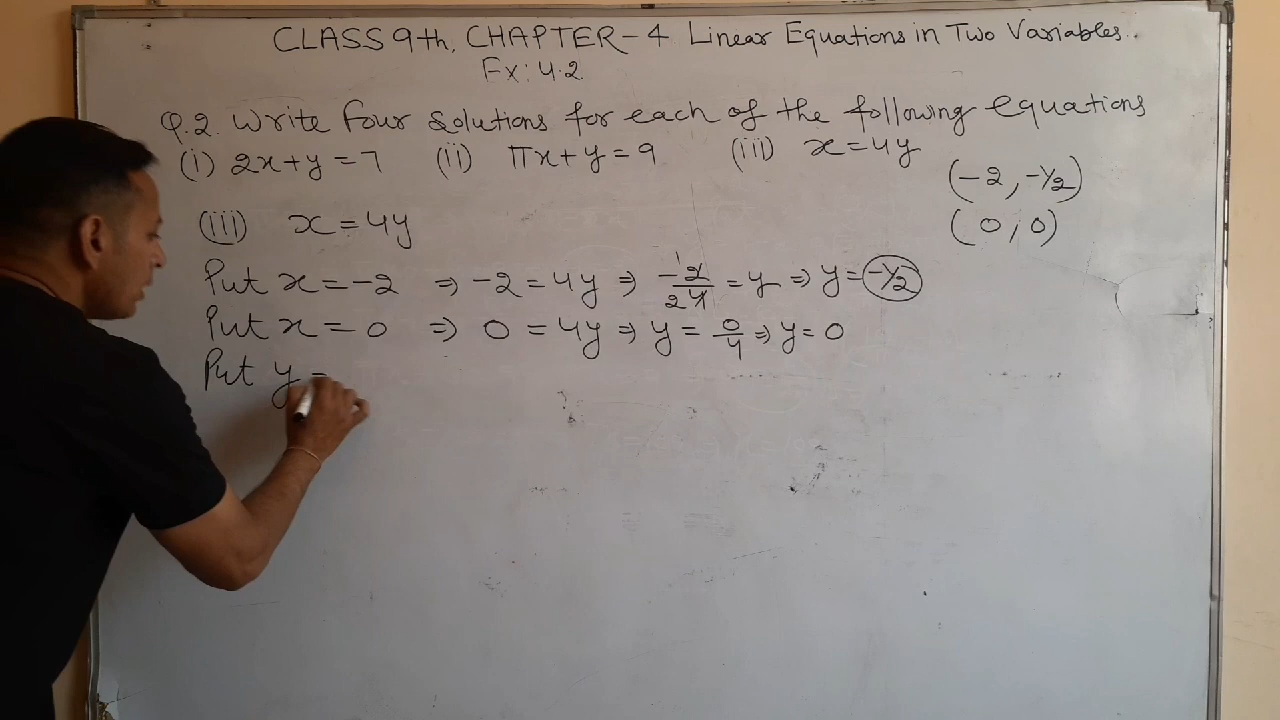 CLASS 9th, CHAPTER-4 Linear Equations in Two Variables.
Ex: 4.2
Q.2. Write four solutions for each of the following equations
(i) 2x+y=7 (ii) πx+y=9 (iii) x=4y
(-2, -1/2)
(iii) x=4y
(0, 0)
Put x=-2 ⇒ -2=4y ⇒ -2/4 1 2 =y ⇒ y=-1/2
Put x=0 ⇒ 0=4y ⇒ y=0/4 ⇒ y=0
Put y=